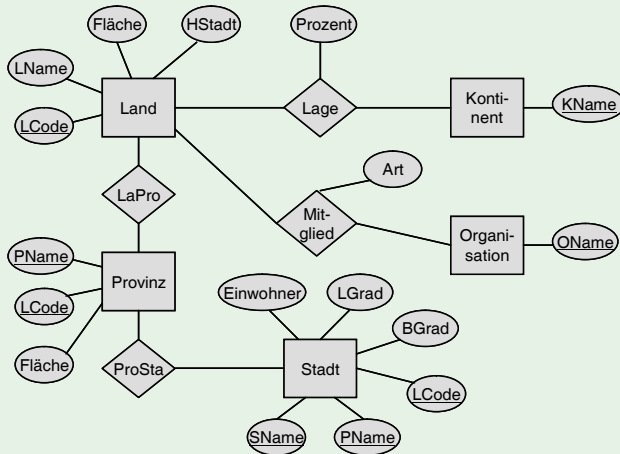 Fläche
HStadt
Prozent
LName
Land
Lage
Konti-
nent
KName
LCode
Art
LaPro
Mit-
glied
PName
Provinz
Organi-
sation
OName
LCode
Einwohner
LGrad
BGrad
Fläche
ProSta
Stadt
LCode
SName
PName